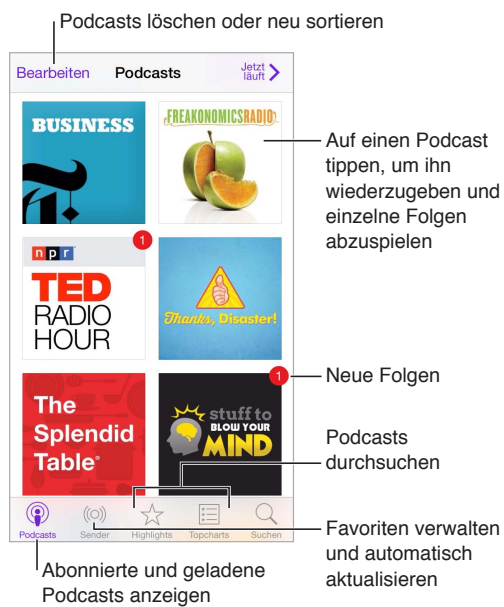 Podcasts löschen oder neu sortieren
Bearbeiten
Podcasts
Jetzt
läuft
BUSINESS
FREAKONOMICS RADIO
Auf einen Podcast
tippen, um ihn
wiederzugeben und
einzelne Folgen
abzuspielen
1
npr
TED
RADIO
HOUR
Thanks, Disaster!
1
Neue Folgen
The
Splendid
Table®
stuff to
BLOW YOUR
MIND
Podcasts
durchsuchen
Podcasts
Sender
Highlights
Topcharts
Suchen
Favoriten verwalten
und automatisch
aktualisieren
Abonnierte und geladene
Podcasts anzeigen